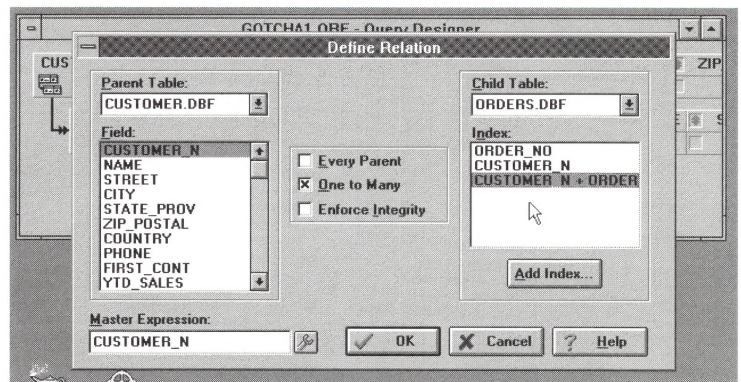 GOTCHA1.QBE - Query Designer
Define Relation
CUS
ZIP
Parent Table:
CUSTOMER.DBF
Child Table:
ORDERS.DBF
Field:
CUSTOMER_N
NAME
STREET
CITY
STATE_PROV
ZIP_POSTAL
COUNTRY
PHONE
FIRST_CONT
YTD_SALES
Every Parent
One to Many
Enforce Integrity
Index:
ORDER_NO
CUSTOMER_N
CUSTOMER_N + ORDER
Add Index...
Master Expression:
CUSTOMER_N
OK
Cancel
? Help